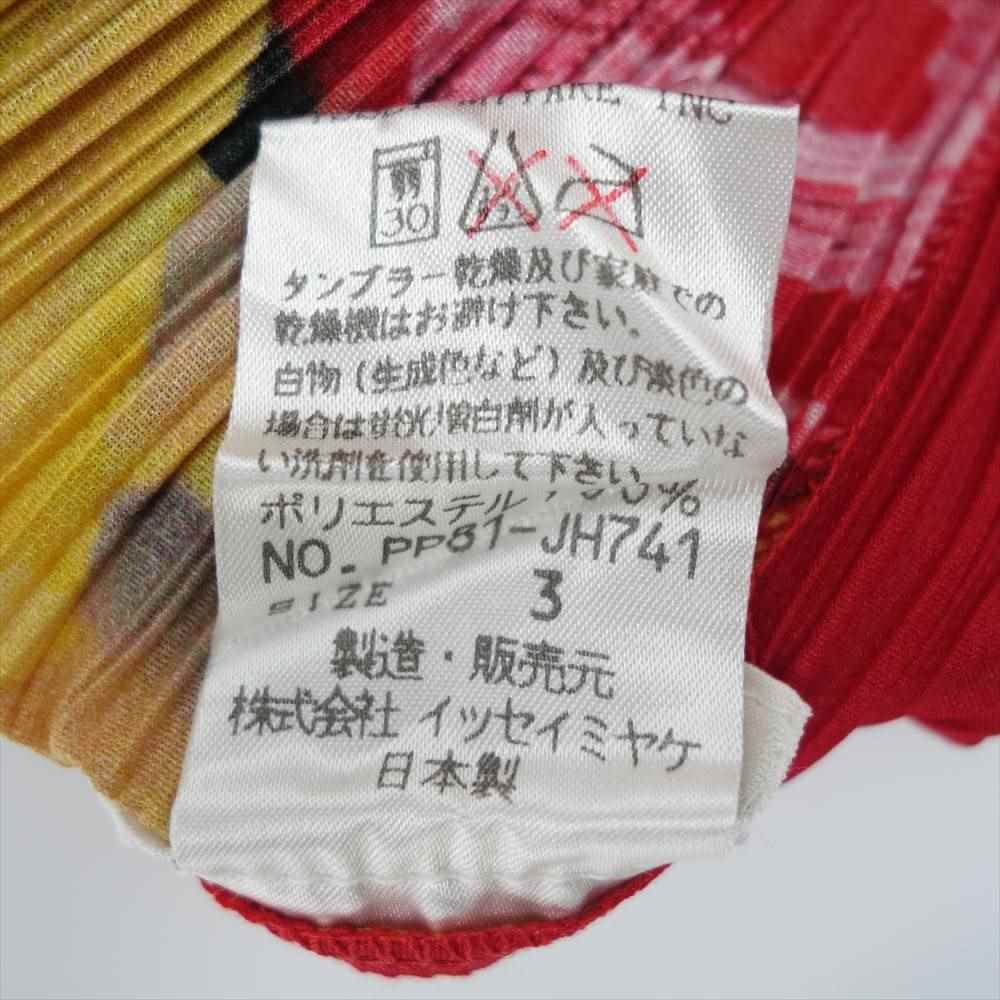 INC
弱 30
タンブラー乾燥及び家庭での
乾燥機はお避け下さい。
白物（生成色など）及び淡色の
場合は蛍光増白剤が入っていな
い洗剤を使用して下さい
ポリエステル 100%
NO. PP81-JH741
SIZE 3
製造・販売元
株式会社 イッセイミヤケ
日本製